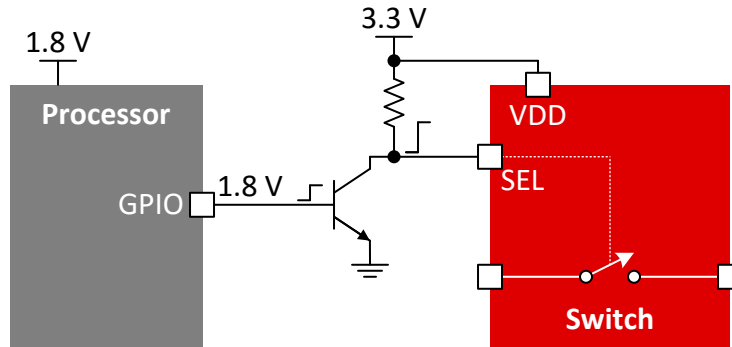 3.3 V
1.8 V
Processor
VDD
GPIO
1.8 V
SEL
Switch